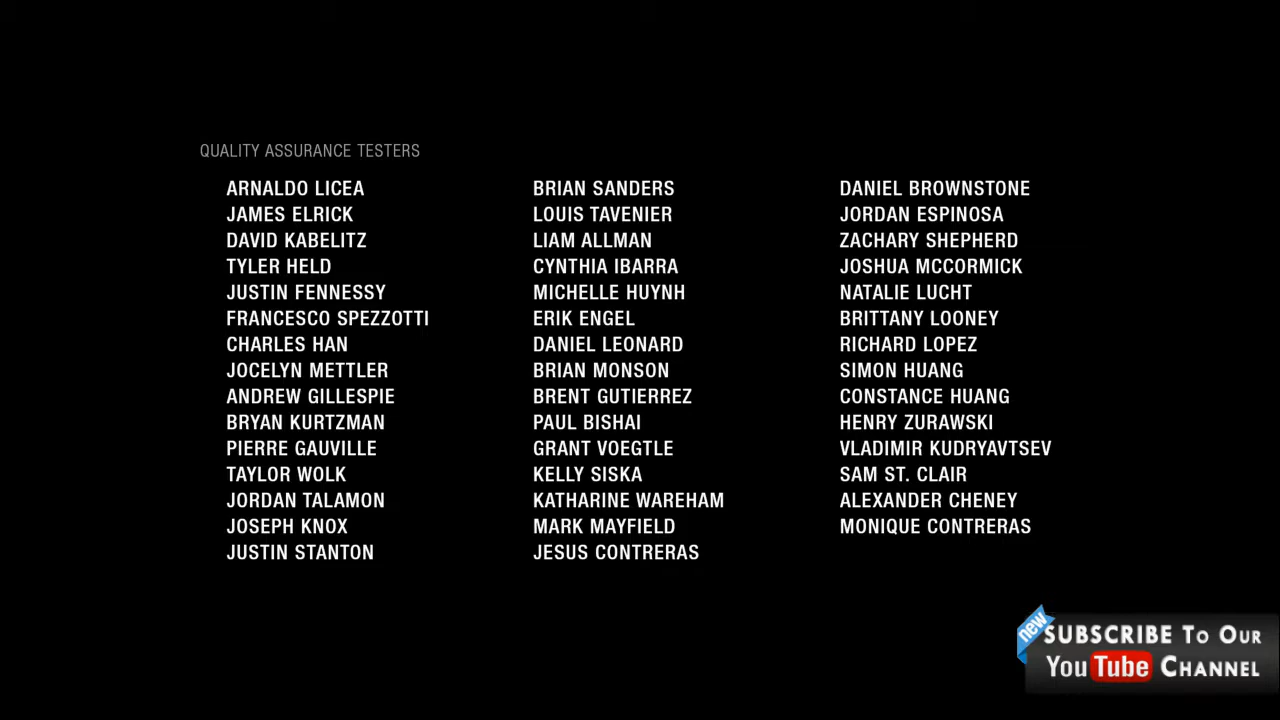 QUALITY ASSURANCE TESTERS
ARNALDO LICEA
JAMES ELRICK
DAVID KABELITZ
TYLER HELD
JUSTIN FENNESSY
FRANCESCO SPEZZOTTI
CHARLES HAN
JOCELYN METTLER
ANDREW GILLESPIE
BRYAN KURTZMAN
PIERRE GAUVILLE
TAYLOR WOLK
JORDAN TALAMON
JOSEPH KNOX
JUSTIN STANTON
BRIAN SANDERS
LOUIS TAVENIER
LIAM ALLMAN
CYNTHIA IBARRA
MICHELLE HUYNH
ERIK ENGEL
DANIEL LEONARD
BRIAN MONSON
BRENT GUTIERREZ
PAUL BISHAI
GRANT VOEGTLE
KELLY SISKA
KATHARINE WAREHAM
MARK MAYFIELD
JESUS CONTRERAS
DANIEL BROWNSTONE
JORDAN ESPINOSA
ZACHARY SHEPHERD
JOSHUA MCCORMICK
NATALIE LUCHT
BRITTANY LOONEY
RICHARD LOPEZ
SIMON HUANG
CONSTANCE HUANG
HENRY ZURAWSKI
VLADIMIR KUDRYAVTSEV
SAM ST. CLAIR
ALEXANDER CHENEY
MONIQUE CONTRERAS
new
SUBSCRIBE TO OUR
YouTube CHANNEL